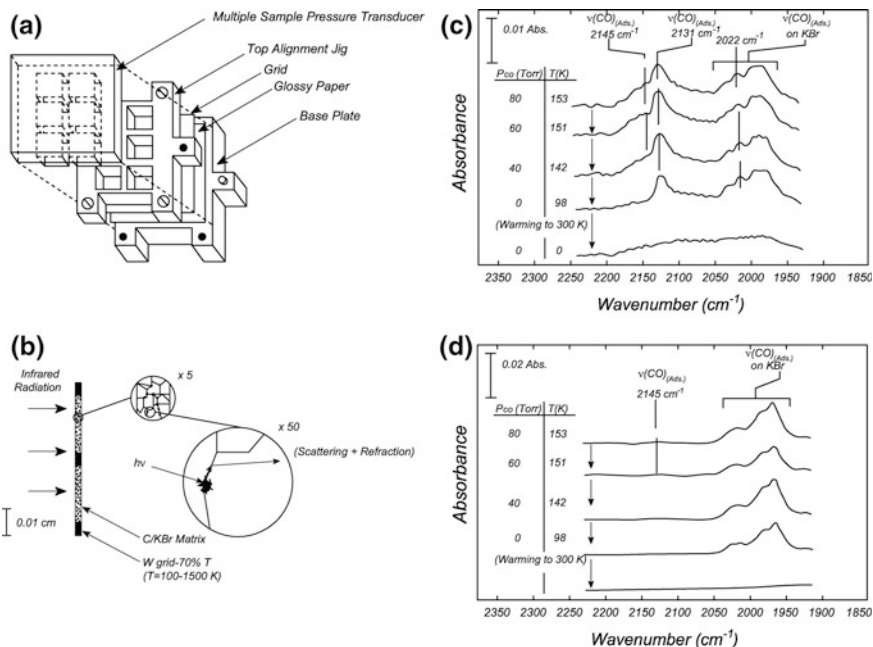 (a)
Multiple Sample Pressure Transducer
Top Alignment Jig
Grid
Glossy Paper
Base Plate
(b)
Infrared
Radiation
x 5
x 50
(Scattering + Refraction)
hν
0.01 cm
C/KBr Matrix
W grid-70% T
(T=100-1500 K)
(c)
0.01 Abs.
ν(CO)(Ads.)
2145 cm-1
ν(CO)(Ads.)
2131 cm-1
2022 cm-1
ν(CO)(Ads.)
on KBr
PCO (Torr) T(K)
80 153
60 151
40 142
0 98
(Warming to 300 K)
0 0
Absorbance
2350 2300 2250 2200 2150 2100 2050 2000 1950 1900 1850
Wavenumber (cm-1)
(d)
0.02 Abs.
ν(CO)(Ads.)
2145 cm-1
ν(CO)(Ads.)
on KBr
PCO (Torr) T(K)
80 153
60 151
40 142
0 98
(Warming to 300 K)
Absorbance
2350 2300 2250 2200 2150 2100 2050 2000 1950 1900 1850
Wavenumber (cm-1)